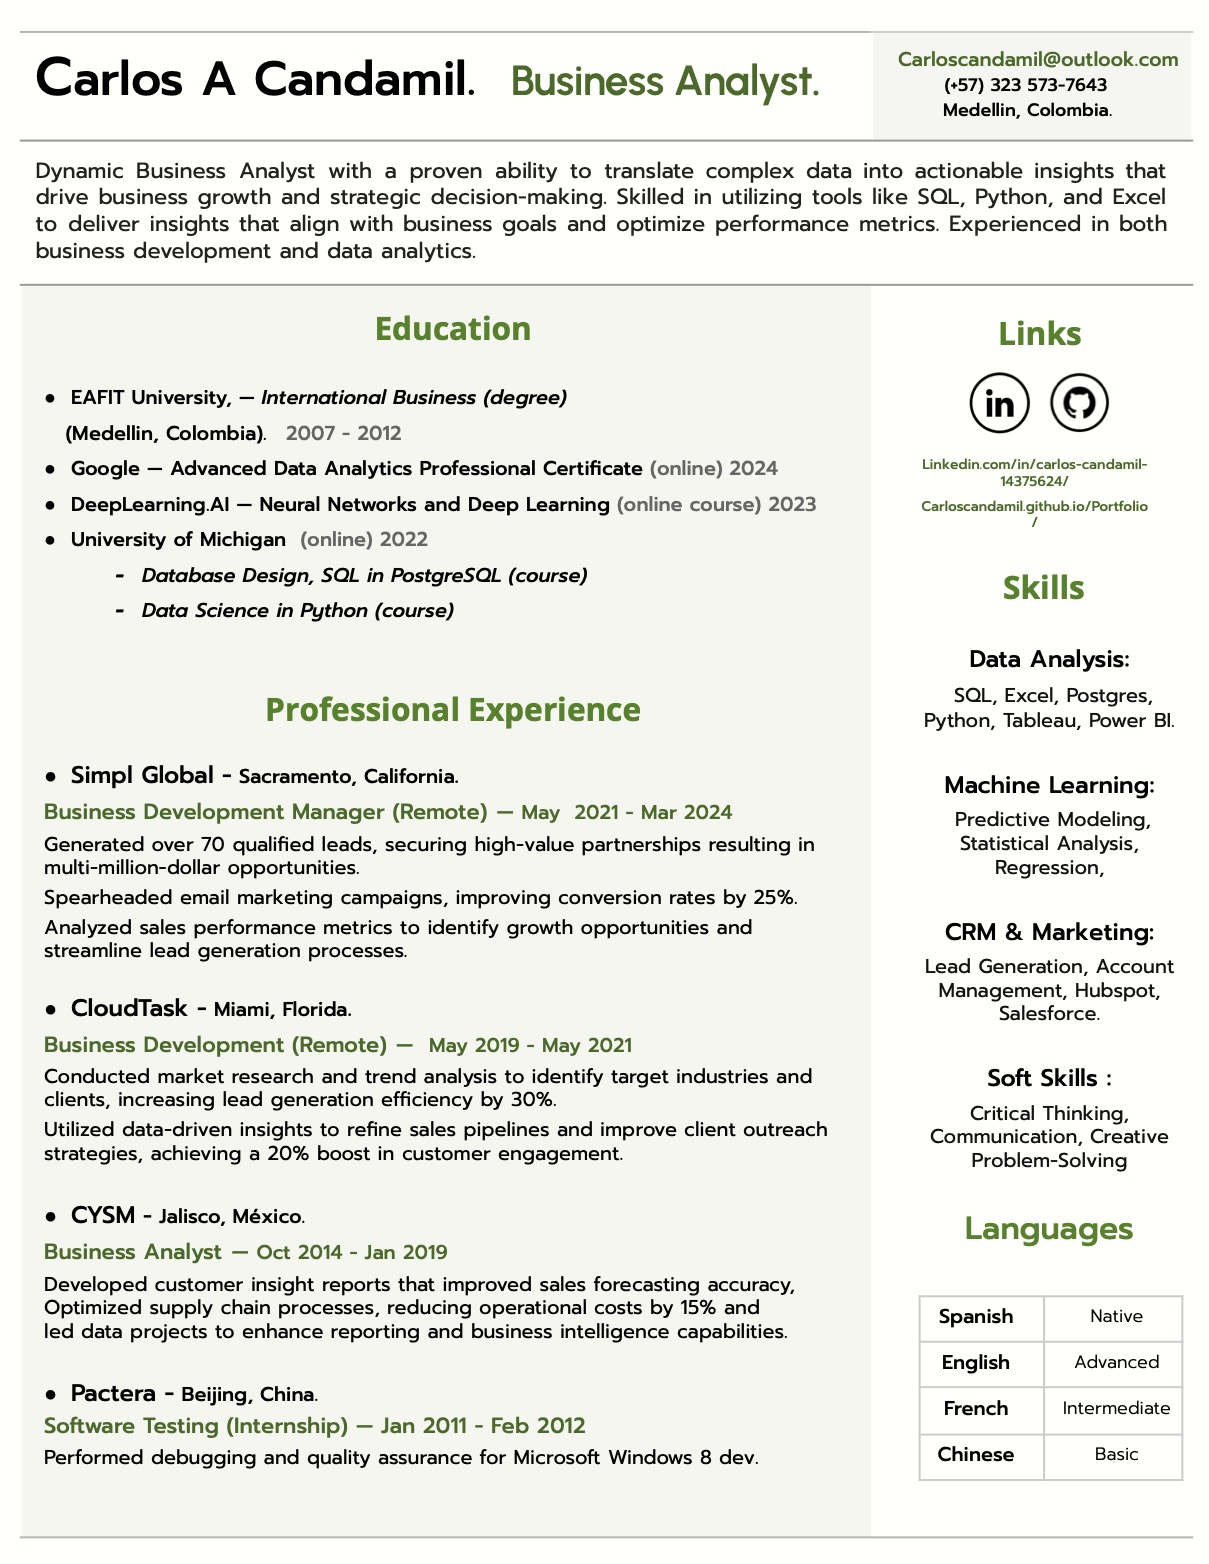 Carlos A Candamil. Business Analyst.
Carloscandamil@outlook.com
(+57) 323 573-7643
Medellin, Colombia.
Dynamic Business Analyst with a proven ability to translate complex data into actionable insights that
drive business growth and strategic decision-making. Skilled in utilizing tools like SQL, Python, and Excel
to deliver insights that align with business goals and optimize performance metrics. Experienced in both
business development and data analytics.
Education
● EAFIT University, — International Business (degree)
(Medellin, Colombia). 2007 - 2012
● Google — Advanced Data Analytics Professional Certificate (online) 2024
● DeepLearning.AI — Neural Networks and Deep Learning (online course) 2023
● University of Michigan (online) 2022
- Database Design, SQL in PostgreSQL (course)
- Data Science in Python (course)
Professional Experience
● Simpl Global - Sacramento, California.
Business Development Manager (Remote) — May 2021 - Mar 2024
Generated over 70 qualified leads, securing high-value partnerships resulting in
multi-million-dollar opportunities.
Spearheaded email marketing campaigns, improving conversion rates by 25%.
Analyzed sales performance metrics to identify growth opportunities and
streamline lead generation processes.
● CloudTask - Miami, Florida.
Business Development (Remote) — May 2019 - May 2021
Conducted market research and trend analysis to identify target industries and
clients, increasing lead generation efficiency by 30%.
Utilized data-driven insights to refine sales pipelines and improve client outreach
strategies, achieving a 20% boost in customer engagement.
● CYSM - Jalisco, México.
Business Analyst — Oct 2014 - Jan 2019
Developed customer insight reports that improved sales forecasting accuracy,
Optimized supply chain processes, reducing operational costs by 15% and
led data projects to enhance reporting and business intelligence capabilities.
● Pactera - Beijing, China.
Software Testing (Internship) — Jan 2011 - Feb 2012
Performed debugging and quality assurance for Microsoft Windows 8 dev.
Links
in
Linkedin.com/in/carlos-candamil-
14375624/
Carloscandamil.github.io/Portfolio
/
Skills
Data Analysis:
SQL, Excel, Postgres,
Python, Tableau, Power BI.
Machine Learning:
Predictive Modeling,
Statistical Analysis,
Regression,
CRM & Marketing:
Lead Generation, Account
Management, Hubspot,
Salesforce.
Soft Skills :
Critical Thinking,
Communication, Creative
Problem-Solving
Languages
Spanish Native
English Advanced
French Intermediate
Chinese Basic